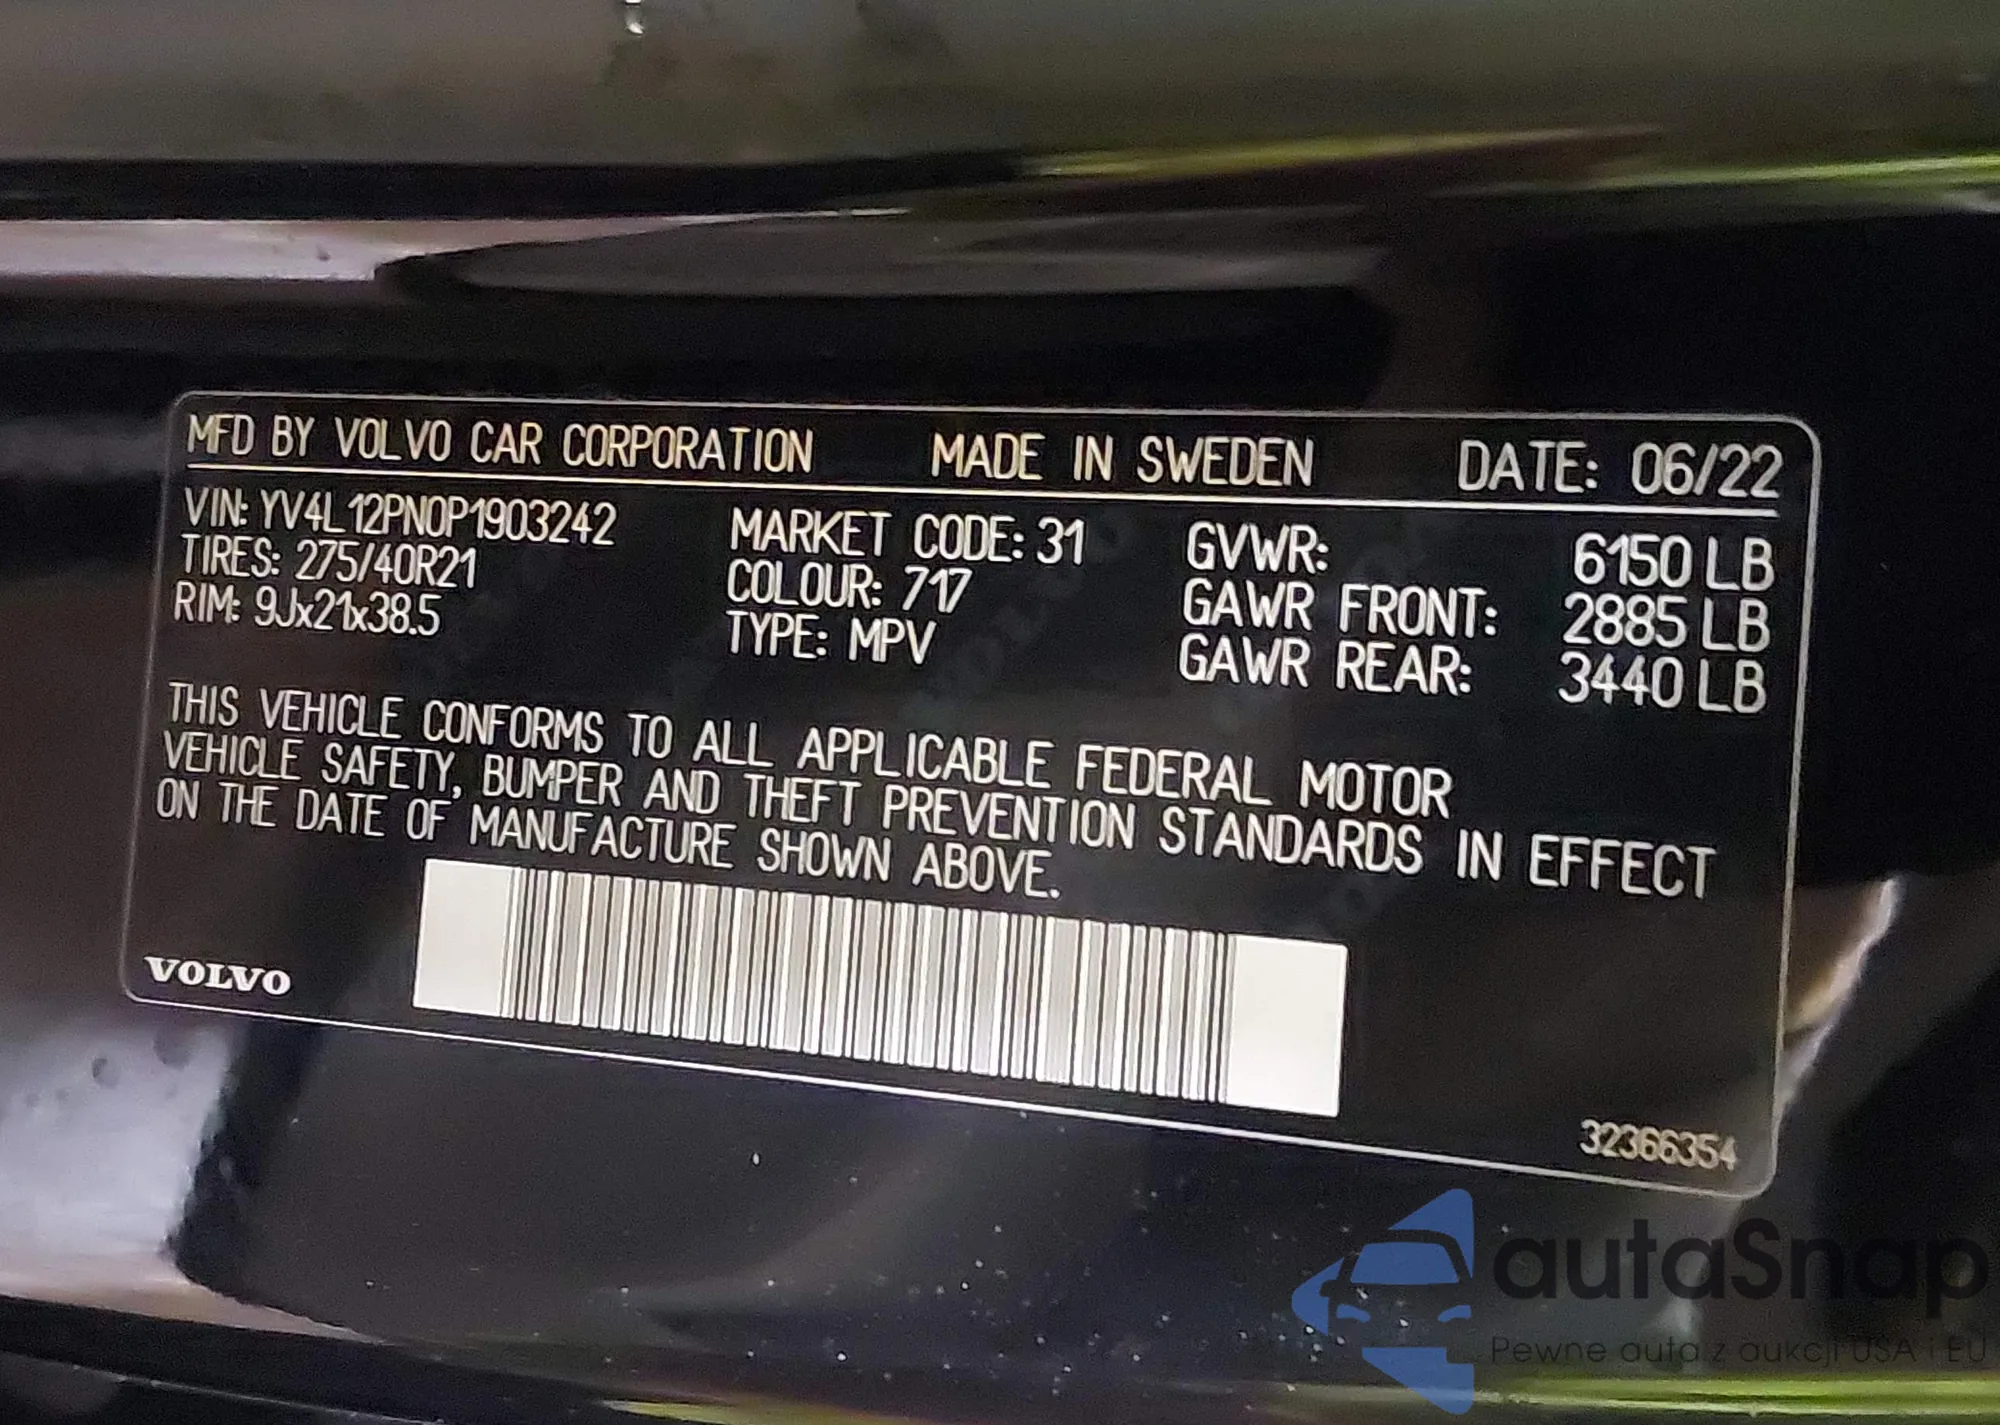 MFD BY VOLVO CAR CORPORATION MADE IN SWEDEN DATE: 06/22
VIN: YV4L12PN0P1903242 MARKET CODE: 31 GVWR: 6150 LB
TIRES: 275/40R21 COLOUR: 717 GAWR FRONT: 2885 LB
RIM: 9Jx21x38.5 TYPE: MPV GAWR REAR: 3440 LB
THIS VEHICLE CONFORMS TO ALL APPLICABLE FEDERAL MOTOR
VEHICLE SAFETY, BUMPER AND THEFT PREVENTION STANDARDS IN EFFECT
ON THE DATE OF MANUFACTURE SHOWN ABOVE.
VOLVO
32366354
autaSnap
Pewne auta z aukcji USA i EU